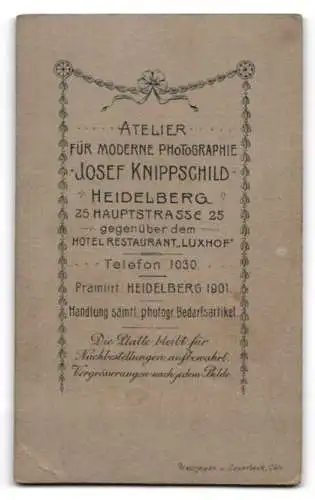 ATELIER
FÜR MODERNE PHOTOGRAPHIE
JOSEF KNIPPSCHILD
HEIDELBERG
25 HAUPTSTRASSE 25
gegenüber dem
HOTEL RESTAURANT „LUXHOF"
Telefon 1030.
Prämiirt HEIDELBERG 1901.
Handlung sämtl. photogr. Bedarfsartikel.
Die Platte bleibt für
Nachbestellungen aufbewahrt.
Vergrösserungen nach jedem Bilde.